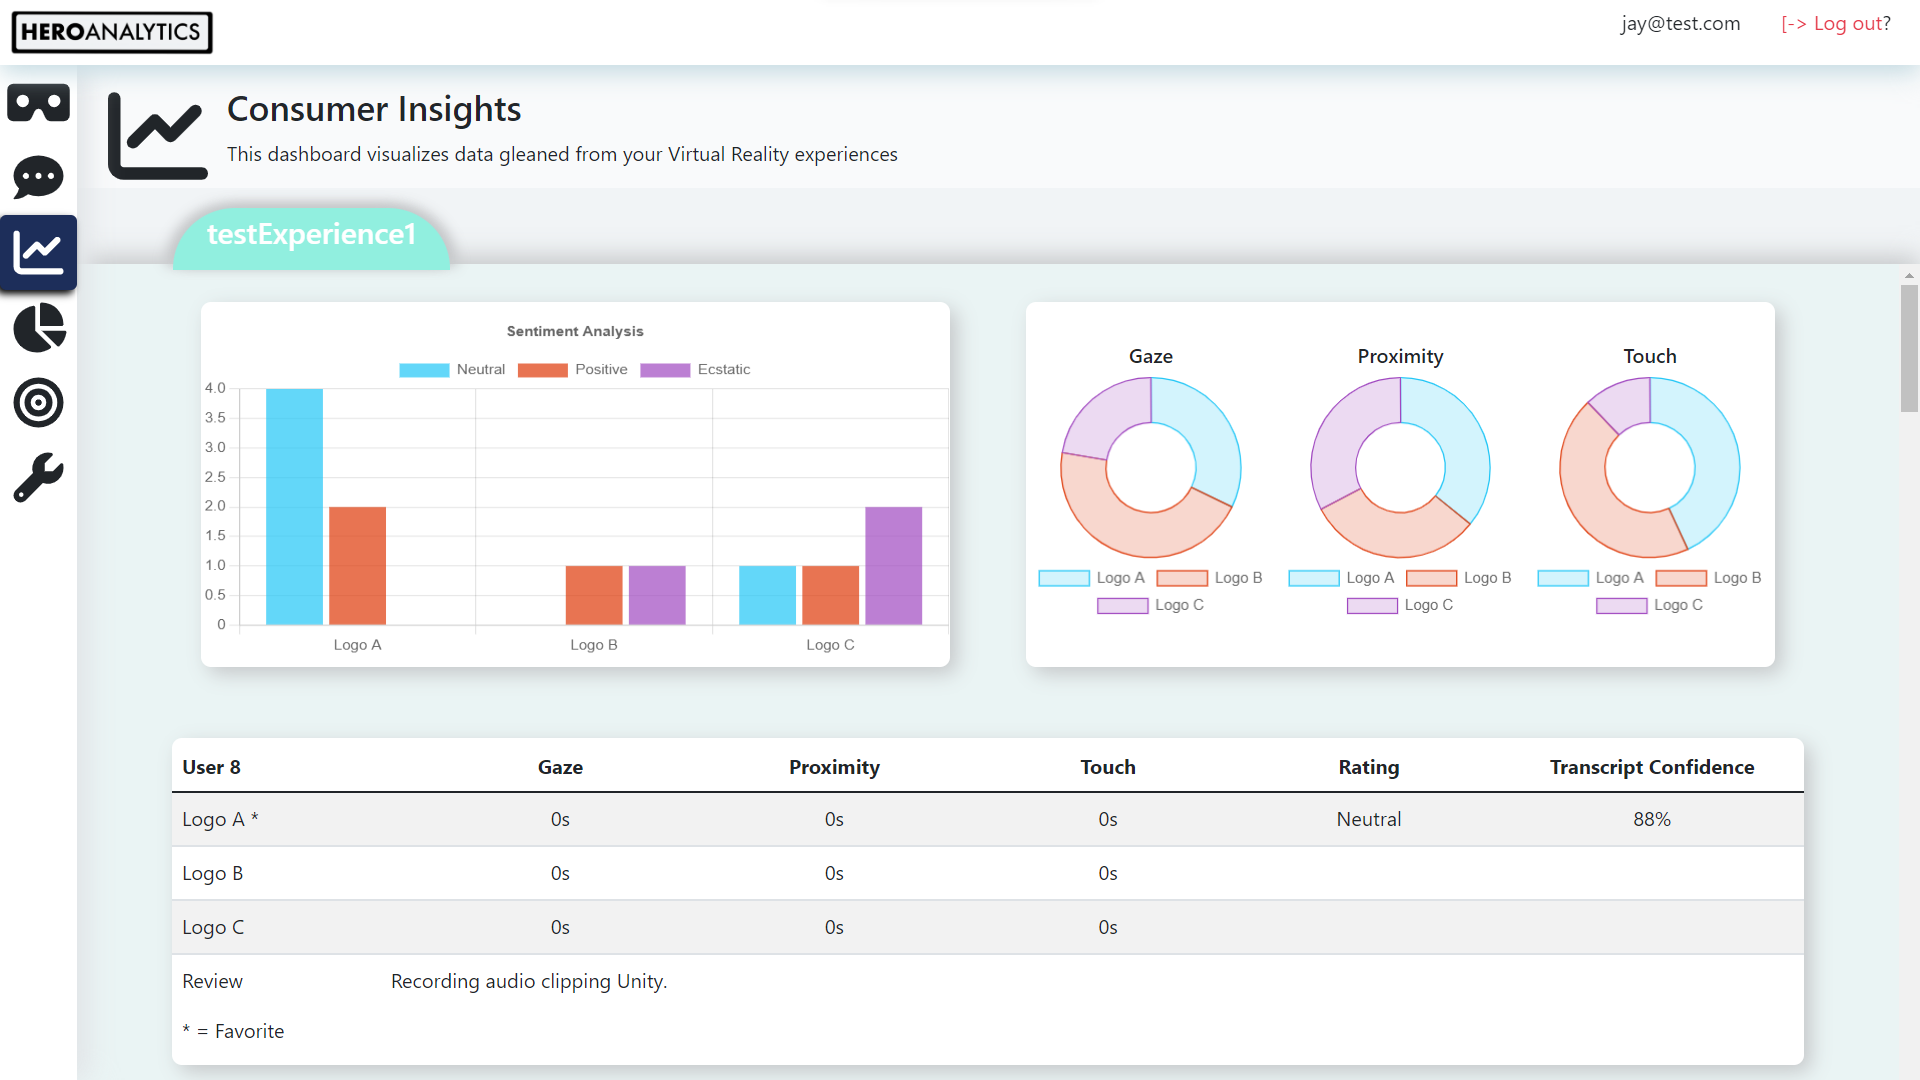 HEROANALYTICS
jay@test.com [-> Log out?
Consumer Insights
This dashboard visualizes data gleaned from your Virtual Reality experiences
testExperience1
Sentiment Analysis
Neutral Positive Ecstatic
4.0
3.5
3.0
2.5
2.0
1.5
1.0
0.5
0
Logo A Logo B Logo C
Gaze Proximity Touch
Logo A Logo B Logo A Logo B Logo A Logo B
Logo C Logo C Logo C
User 8 Gaze Proximity Touch Rating Transcript Confidence
Logo A * 0s 0s 0s Neutral 88%
Logo B 0s 0s 0s
Logo C 0s 0s 0s
Review Recording audio clipping Unity.
* = Favorite